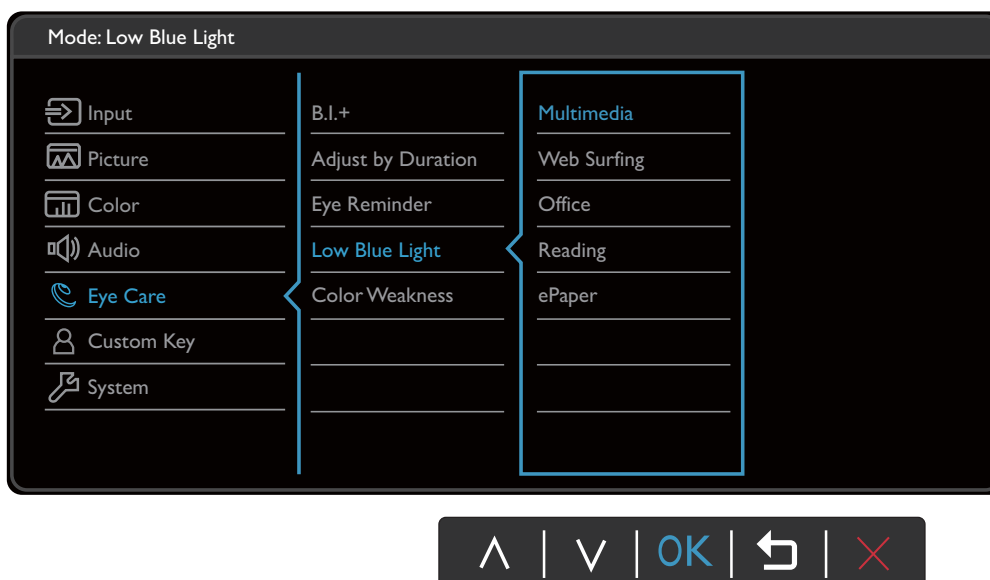 Mode: Low Blue Light
Input
Picture
Color
Audio
Eye Care
Custom Key
System
B.I.+
Adjust by Duration
Eye Reminder
Low Blue Light
Color Weakness
Multimedia
Web Surfing
Office
Reading
ePaper
OK